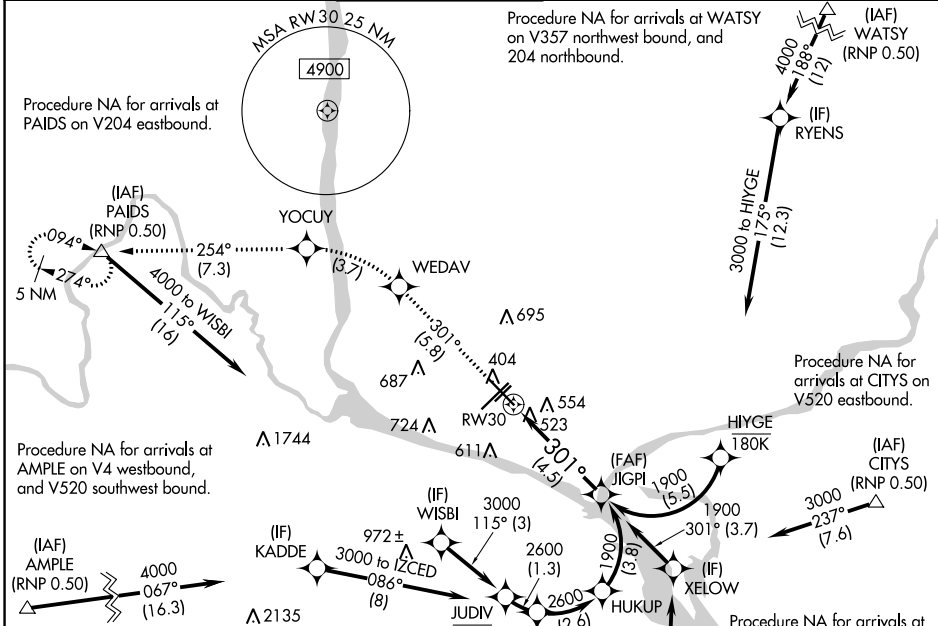 MSA RW30 25 NM
4900
Procedure NA for arrivals at WATSY
on V357 northwest bound, and
204 northbound.
(IAF)
WATSY
(RNP 0.50)
4000
188°
(12)
(IF)
RYENS
Procedure NA for arrivals at
PAIDS on V204 eastbound.
3000 to HIYGE
175°
(12.3)
(IAF)
PAIDS
(RNP 0.50)
YOCUY
094°
274°
5 NM
254°
(7.3)
(3.7)
WEDAV
4000 to WISBI
115°
(16)
301°
(5.8)
695
404
687
554
523
RW30
724
611
1744
Procedure NA for
arrivals at CITYS on
V520 eastbound.
HIYGE
180K
301°
(4.5)
(FAF)
JIGPI
1900
(5.5)
(IAF)
CITYS
(RNP 0.50)
3000
237°
(7.6)
Procedure NA for arrivals at
AMPLE on V4 westbound,
and V520 southwest bound.
(IF)
WISBI
3000
115° (3)
1900
301° (3.7)
(IF)
KADDE
972±
3000 to IZCED
086°
(8)
2600
(1.3)
1900
(3.8)
(IF)
XELOW
(IAF)
AMPLE
(RNP 0.50)
4000
067°
(16.3)
2135
JUDIV
2600
(2.6)
HUKUP
Procedure NA for arrivals at